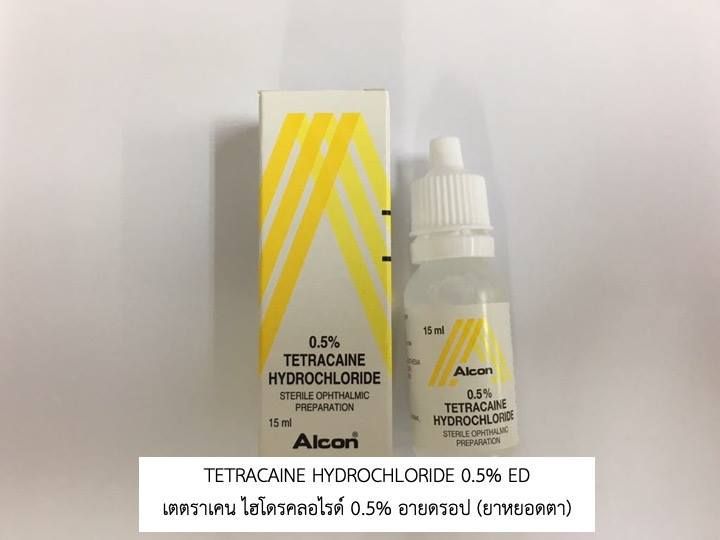 0.5%
TETRACAINE
HYDROCHLORIDE
STERILE OPHTHALMIC
PREPARATION
15 ml
Alcon®
15 ml
Alcon
0.5%
TETRACAINE
HYDROCHLORIDE
STERILE OPHTHALMIC
PREPARATION
TETRACAINE HYDROCHLORIDE 0.5% ED
เตตราเคน ไฮโดรคลอไรด์ 0.5% อายดรอป (ยาหยอดตา)